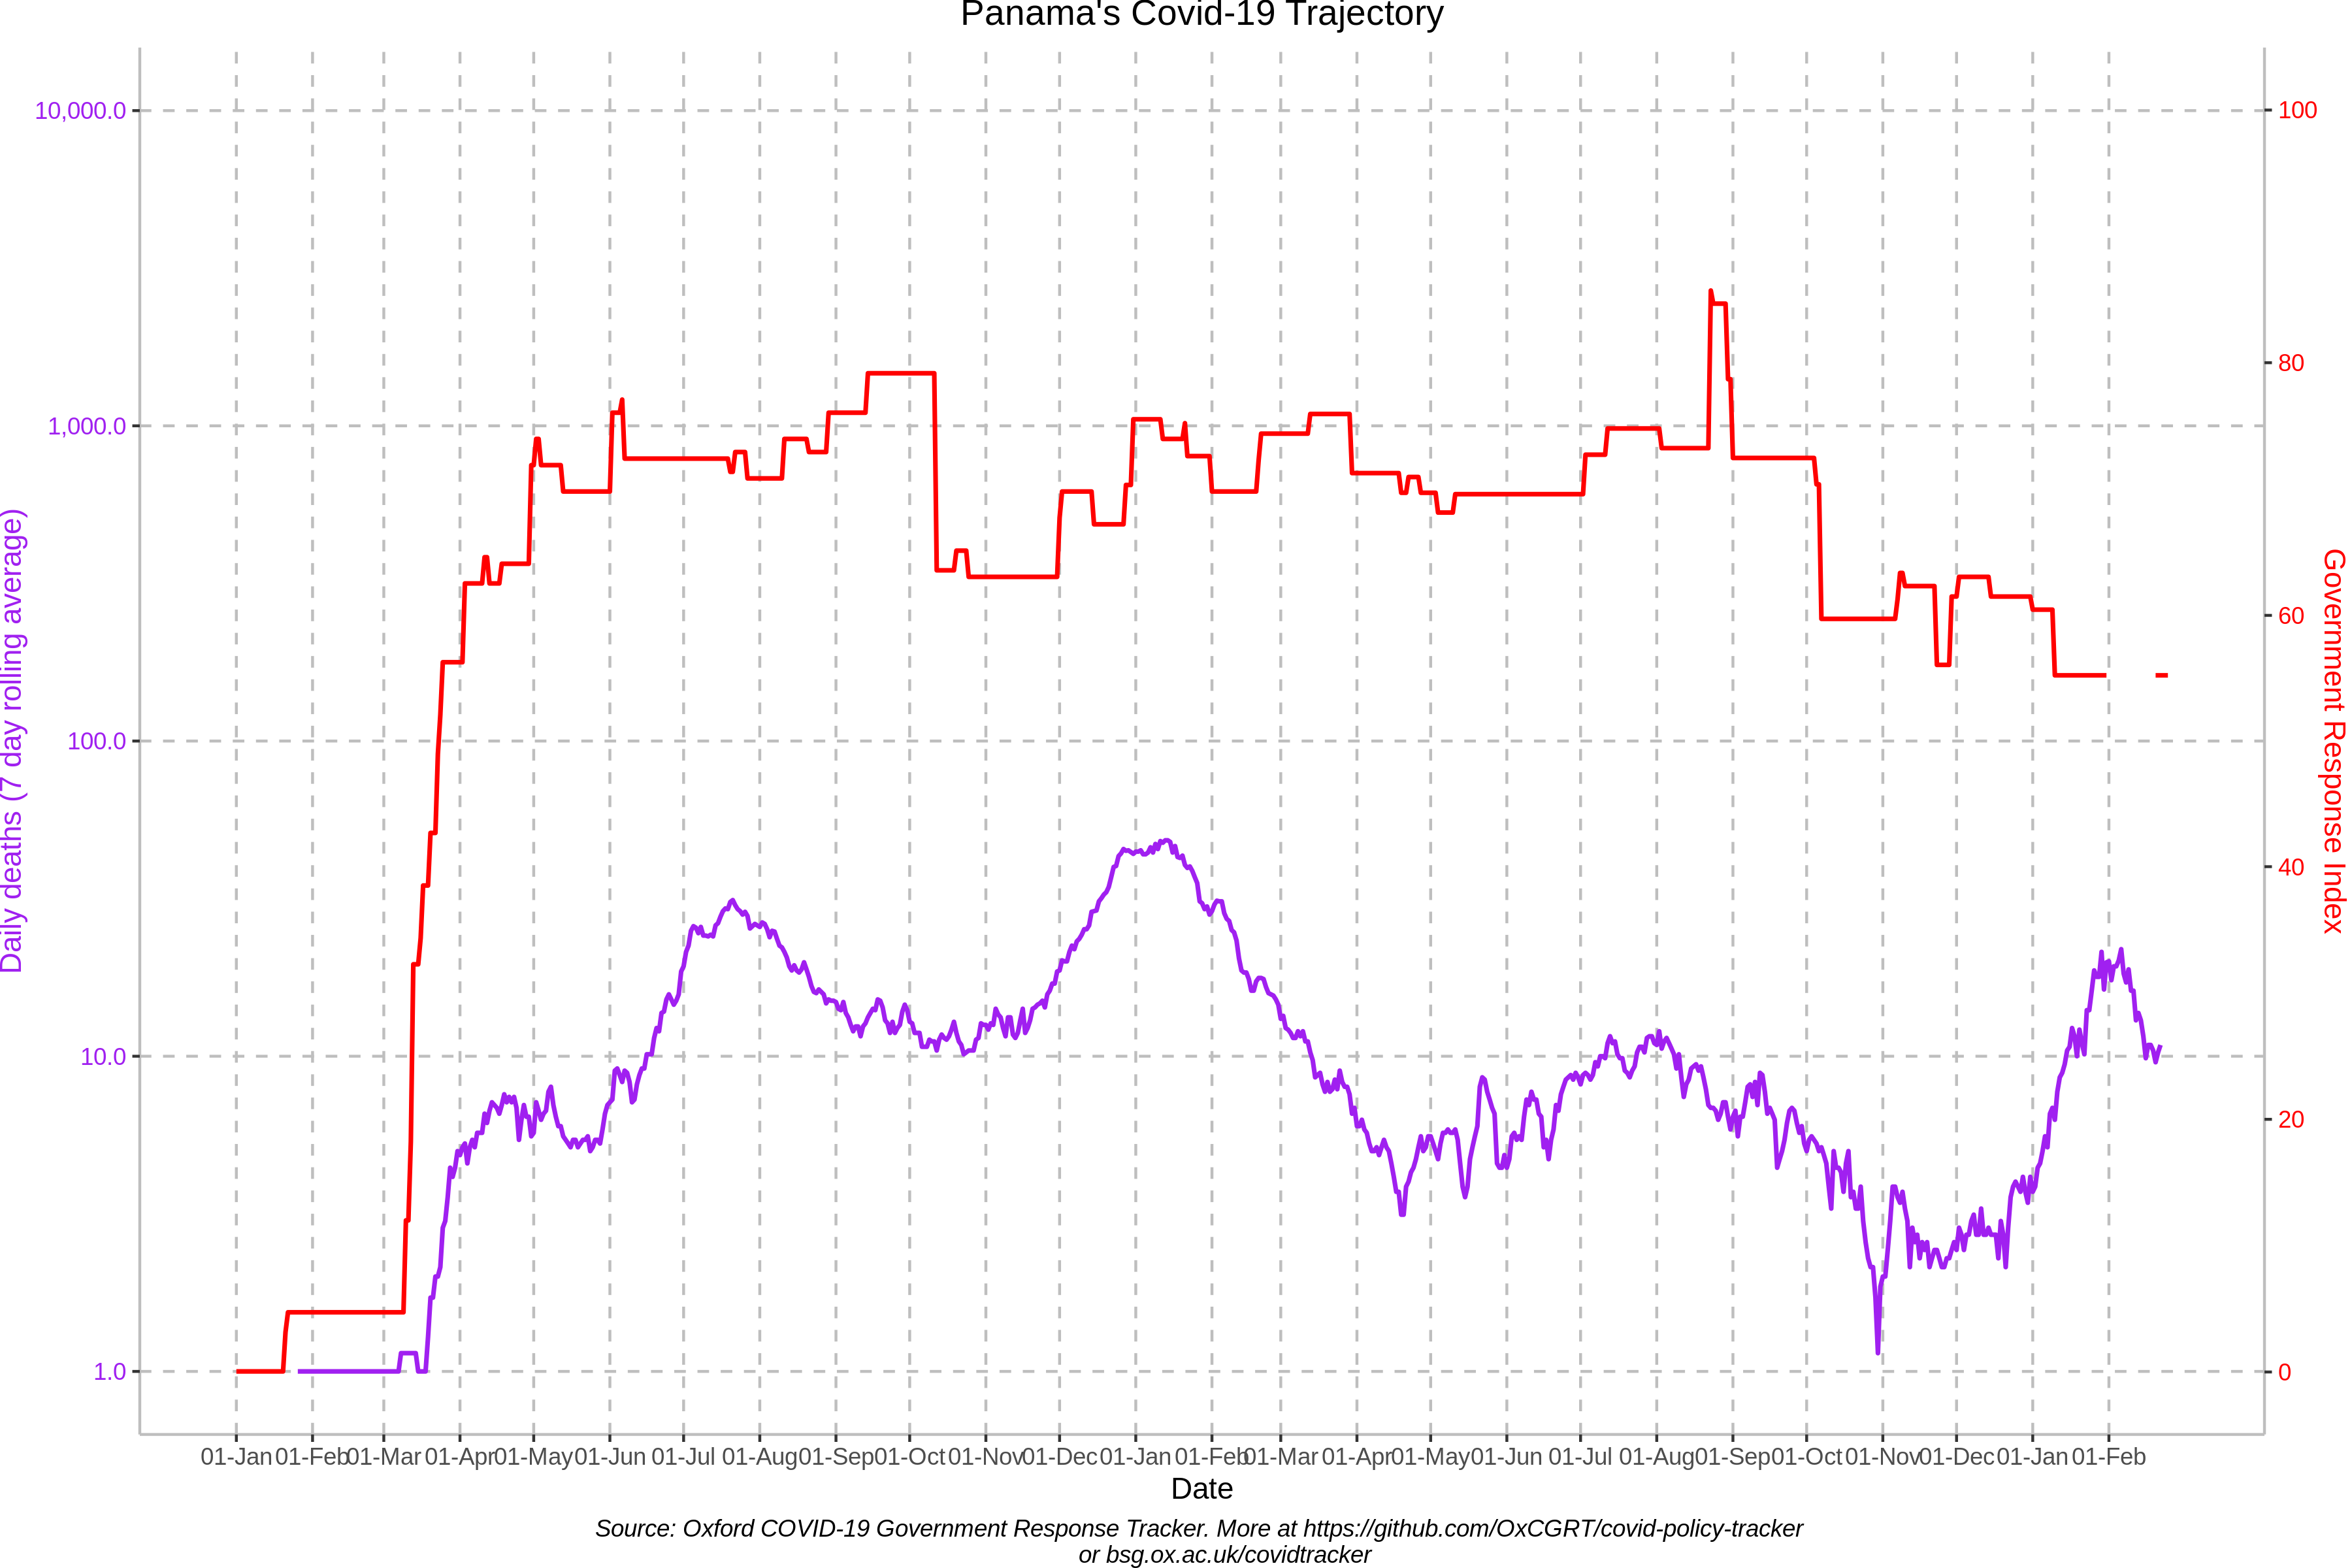 Panama's Covid-19 Trajectory
Daily deaths (7 day rolling average)
10,000.0
1,000.0
100.0
10.0
1.0
100
80
60
40
20
0
Government Response Index
01-Jan 01-Feb 01-Mar 01-Apr 01-May 01-Jun 01-Jul 01-Aug 01-Sep 01-Oct 01-Nov 01-Dec 01-Jan 01-Feb 01-Mar 01-Apr 01-May 01-Jun 01-Jul 01-Aug 01-Sep 01-Oct 01-Nov 01-Dec 01-Jan 01-Feb
Date
Source: Oxford COVID-19 Government Response Tracker. More at https://github.com/OxCGRT/covid-policy-tracker
or bsg.ox.ac.uk/covidtracker